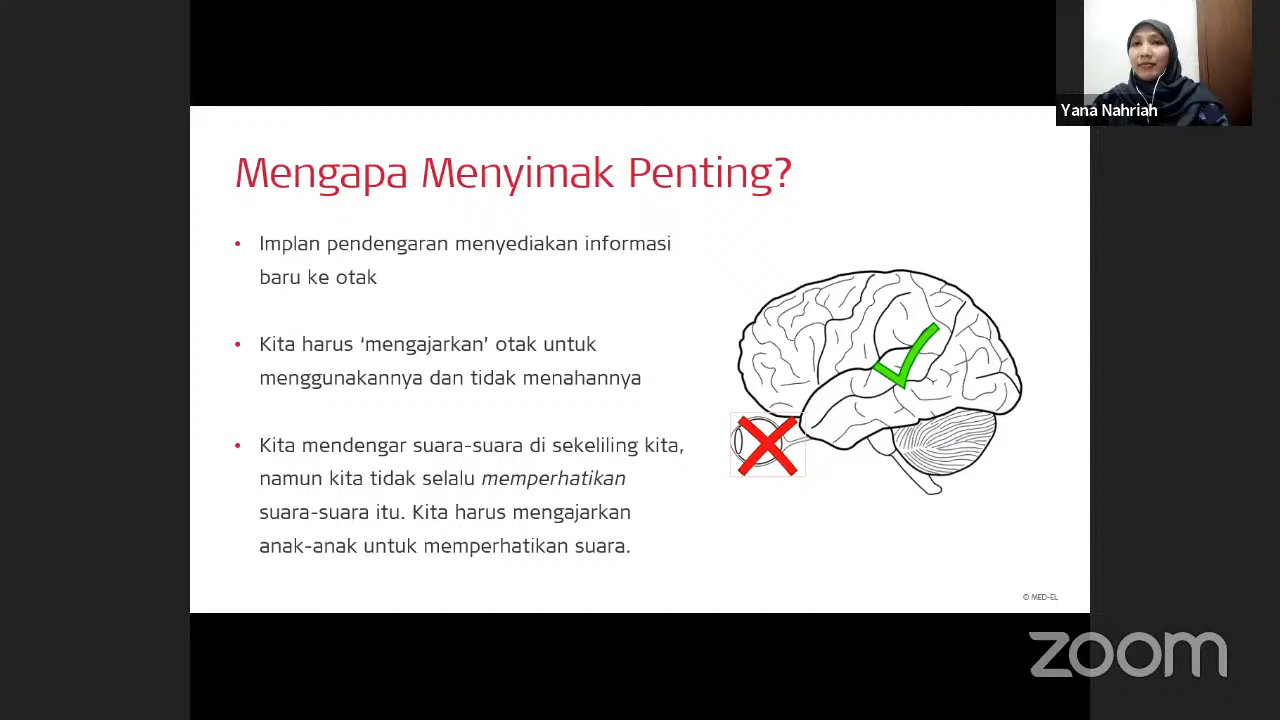 Yana Nahriah
Mengapa Menyimak Penting?
• Implan pendengaran menyediakan informasi
baru ke otak
• Kita harus ‘mengajarkan’ otak untuk
menggunakannya dan tidak menahannya
• Kita mendengar suara-suara di sekeliling kita,
namun kita tidak selalu memperhatikan
suara-suara itu. Kita harus mengajarkan
anak-anak untuk memperhatikan suara.
© MED-EL
zoom